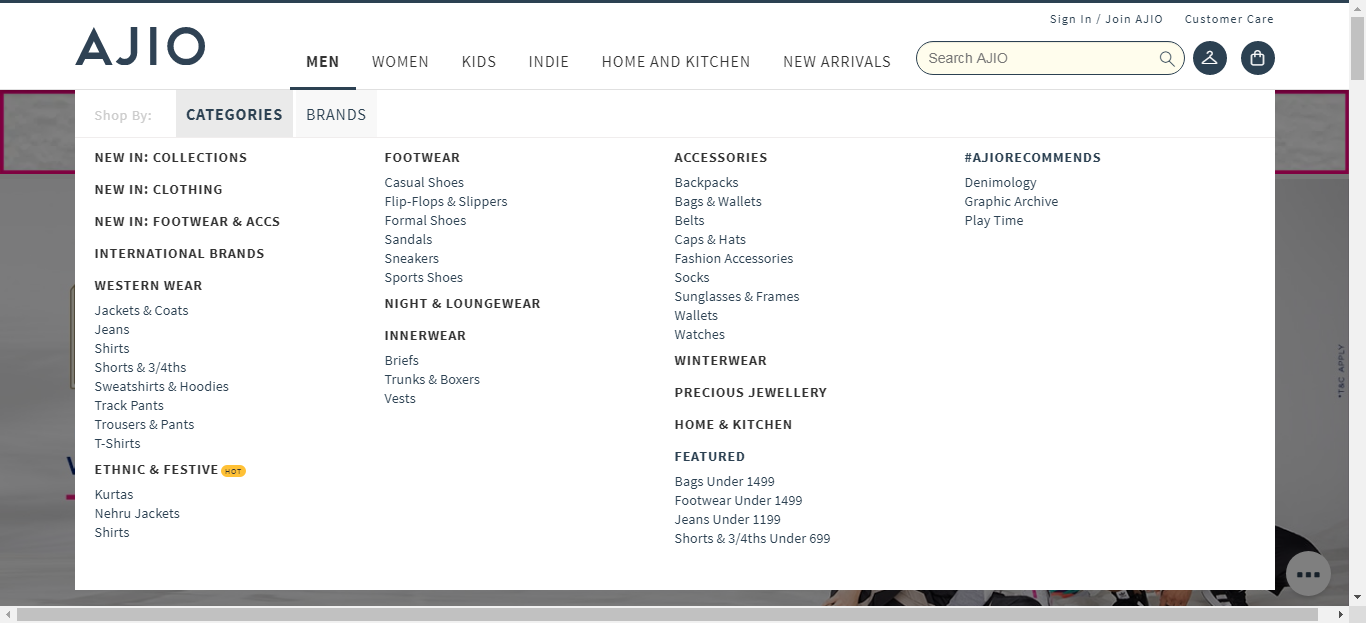 Sign In / Join AJIO
Customer Care
AJIO
MEN
WOMEN
KIDS
INDIE
HOME AND KITCHEN
NEW ARRIVALS
Search AJIO
Shop By:
CATEGORIES
BRANDS
NEW IN: COLLECTIONS
NEW IN: CLOTHING
NEW IN: FOOTWEAR & ACCS
INTERNATIONAL BRANDS
WESTERN WEAR
Jackets & Coats
Jeans
Shirts
Shorts & 3/4ths
Sweatshirts & Hoodies
Track Pants
Trousers & Pants
T-Shirts
ETHNIC & FESTIVE HOT
Kurtas
Nehru Jackets
Shirts
FOOTWEAR
Casual Shoes
Flip-Flops & Slippers
Formal Shoes
Sandals
Sneakers
Sports Shoes
NIGHT & LOUNGEWEAR
INNERWEAR
Briefs
Trunks & Boxers
Vests
ACCESSORIES
Backpacks
Bags & Wallets
Belts
Caps & Hats
Fashion Accessories
Socks
Sunglasses & Frames
Wallets
Watches
WINTERWEAR
PRECIOUS JEWELLERY
HOME & KITCHEN
FEATURED
Bags Under 1499
Footwear Under 1499
Jeans Under 1199
Shorts & 3/4ths Under 699
#AJIORECOMMENDS
Denimology
Graphic Archive
Play Time
*T&C APPLY